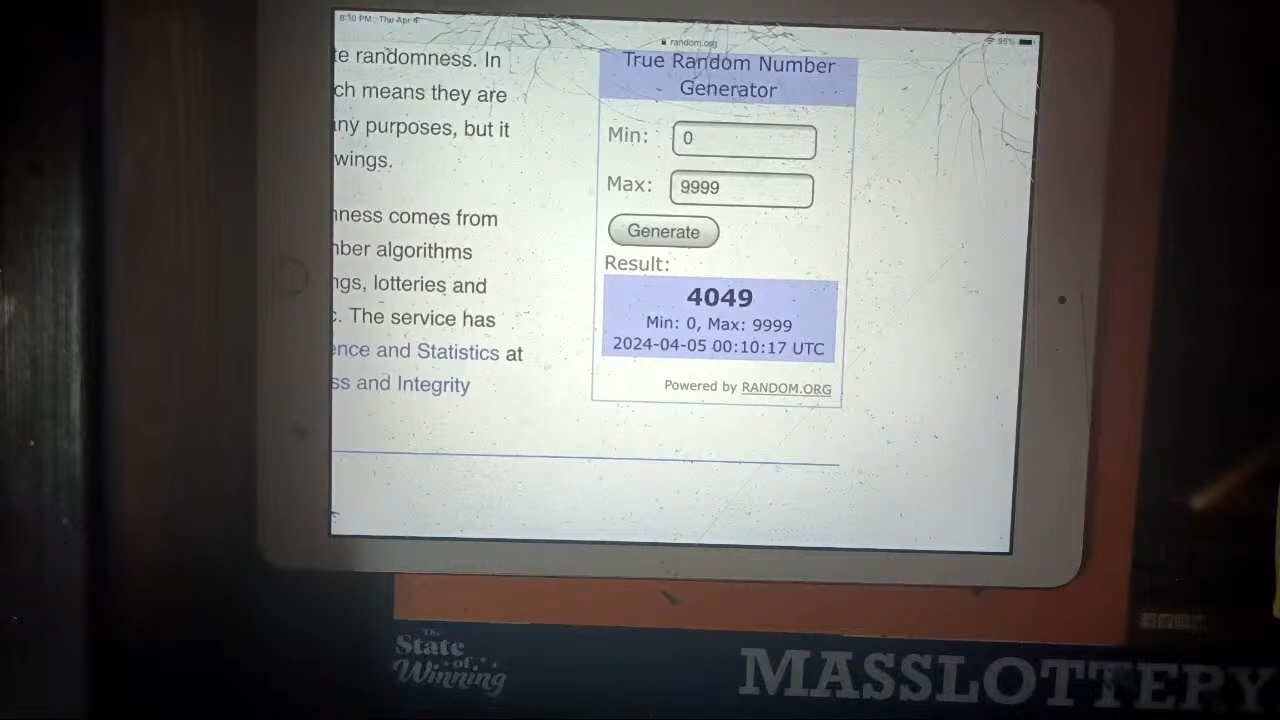 8:10 PM Thu Apr 4
random.org
96%
te randomness. In
ch means they are
any purposes, but it
wings.
nness comes from
mber algorithms
ngs, lotteries and
c. The service has
ence and Statistics at
ss and Integrity
True Random Number
Generator
Min: 0
Max: 9999
Generate
Result:
4049
Min: 0, Max: 9999
2024-04-05 00:10:17 UTC
Powered by RANDOM.ORG
The
State
of
Winning
MASSLOTTERY